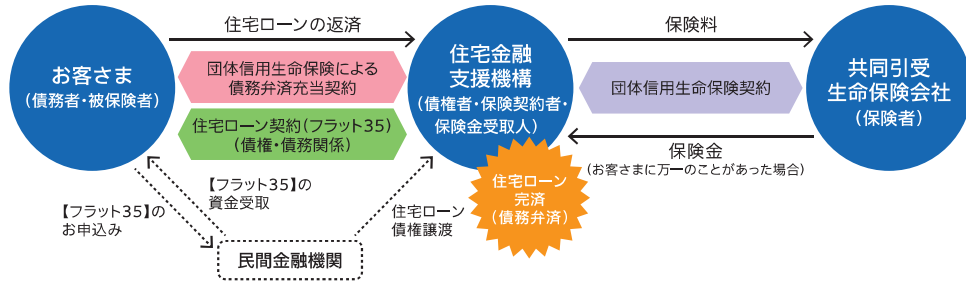 お客さま
(債務者・被保険者)
住宅ローンの返済
団体信用生命保険による
債務弁済充当契約
住宅ローン契約(フラット35)
(債権・債務関係)
住宅金融
支援機構
(債権者・保険契約者・
保険金受取人)
保険料
団体信用生命保険契約
保険金
(お客さまに万一のことがあった場合)
共同引受
生命保険会社
(保険者)
住宅ローン
完済
(債務弁済)
【フラット35】の
お申込み
【フラット35】の
資金受取
住宅ローン
債権譲渡
民間金融機関